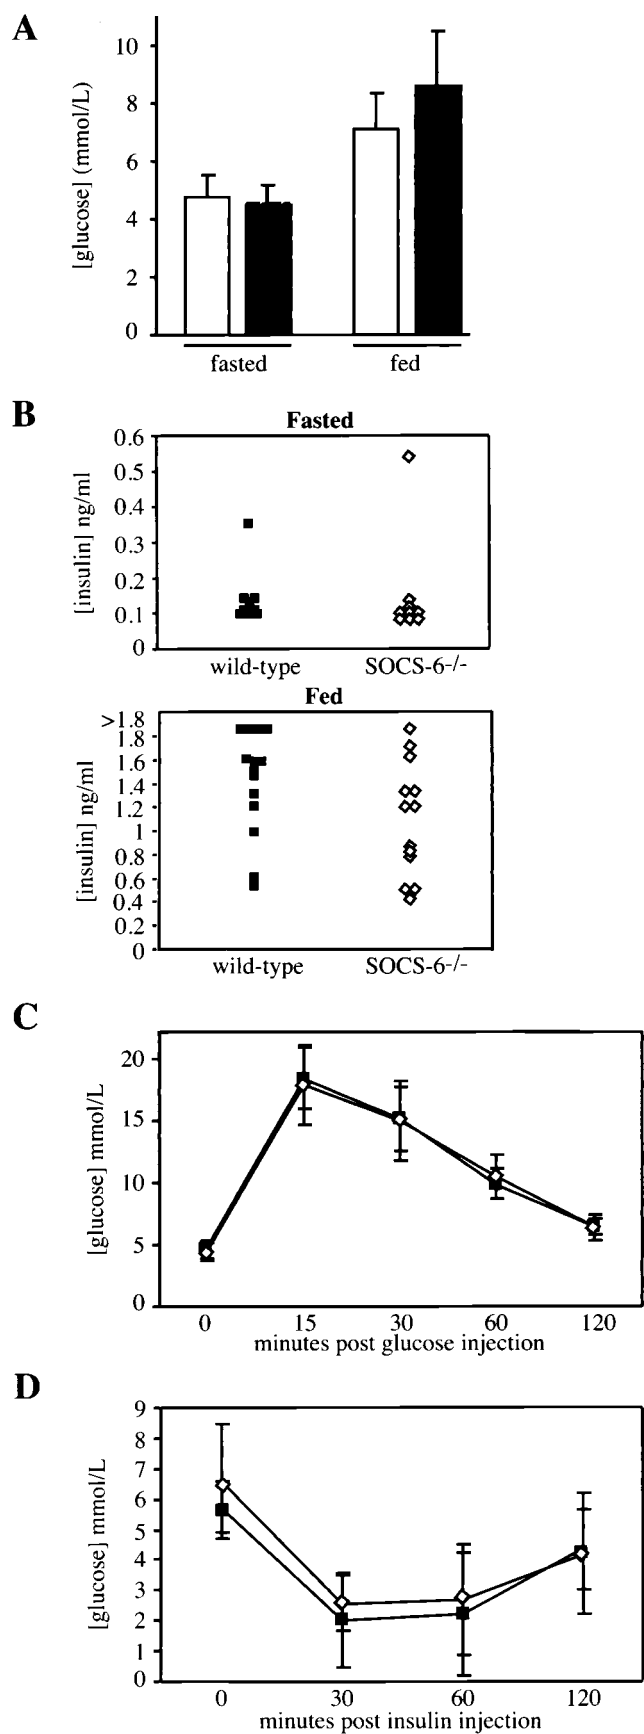 A
[glucose] (mmol/L)
10
8
6
4
2
0
fasted fed
B
Fasted
[insulin] ng/ml
0.6
0.5
0.4
0.3
0.2
0.1
0
wild-type SOCS-6-/-
Fed
[insulin] ng/ml
>1.8
1.8
1.6
1.4
1.2
1
0.8
0.6
0.4
0.2
0
wild-type SOCS-6-/-
C
[glucose] mmol/L
20
15
10
5
0
0 15 30 60 120
minutes post glucose injection
D
[glucose] mmol/L
9
8
7
6
5
4
3
2
1
0
0 30 60 120
minutes post insulin injection